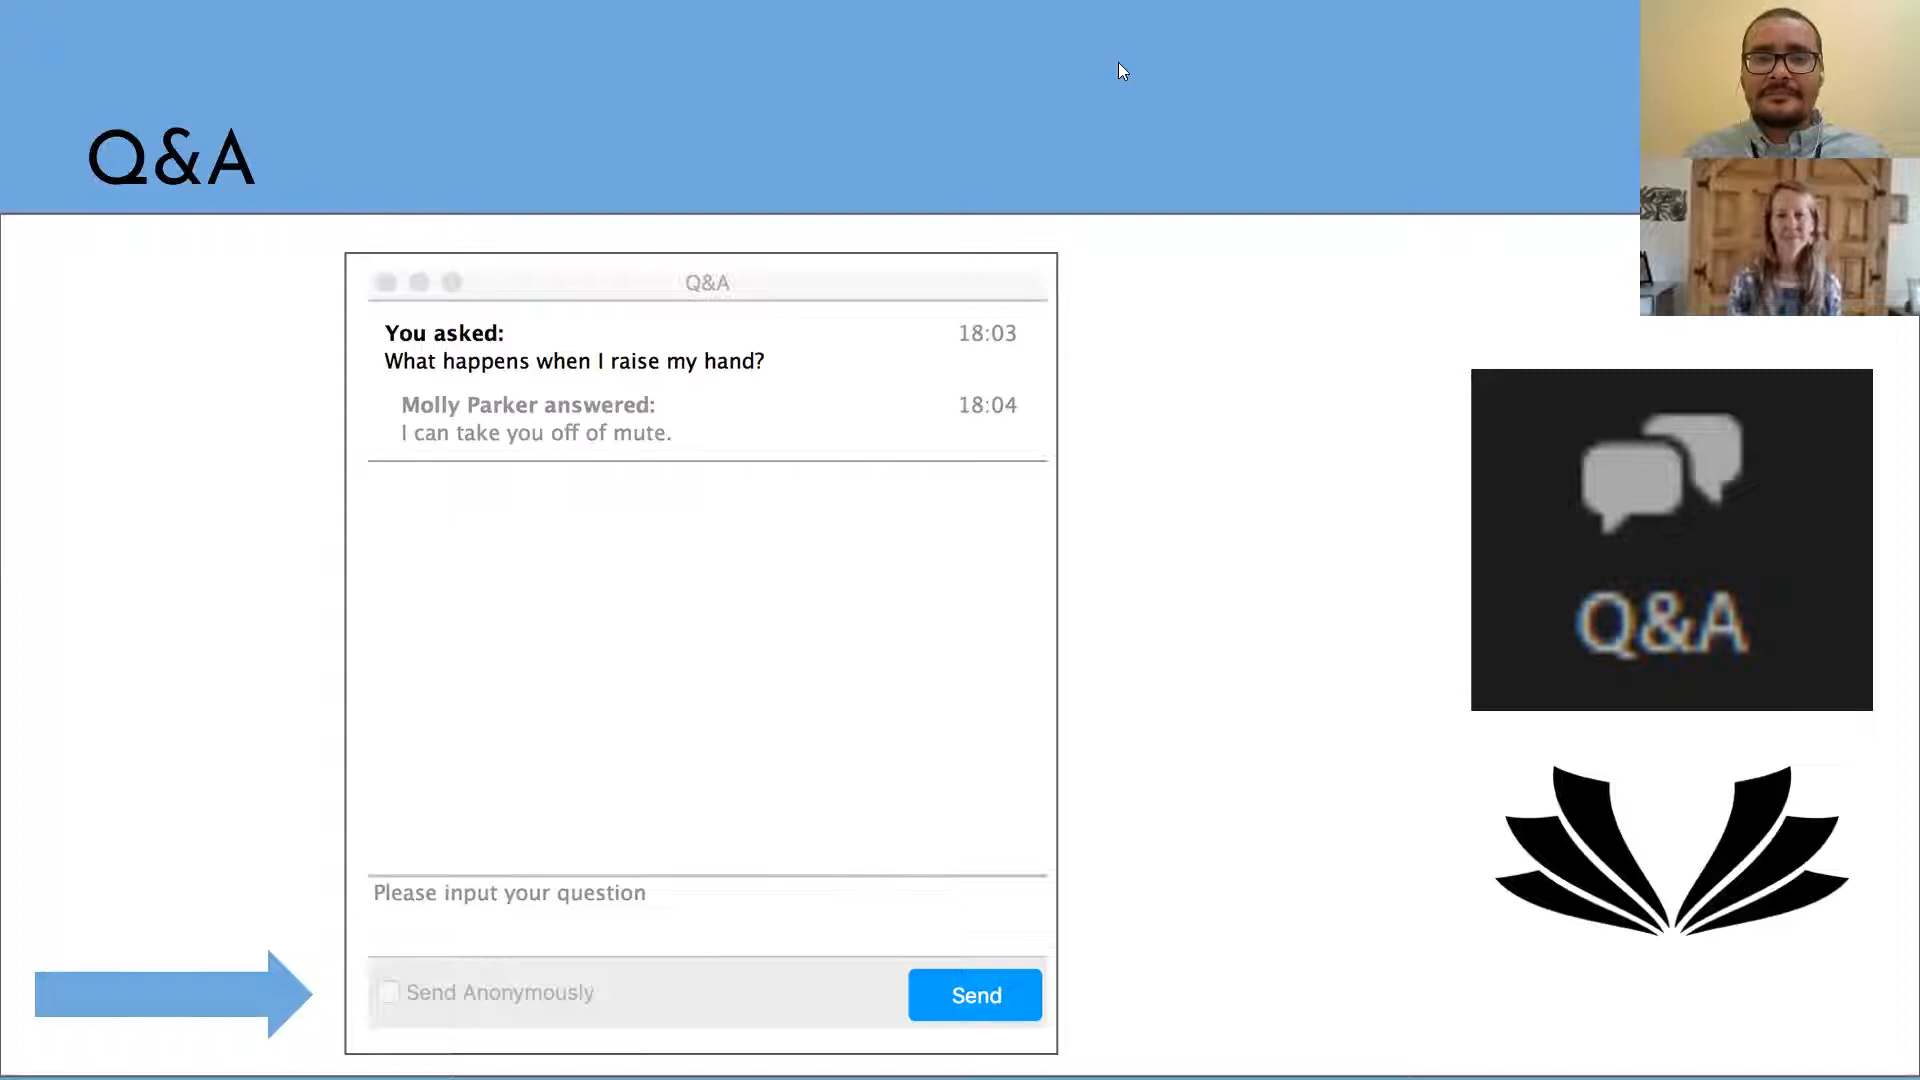 Q&A
Q&A
You asked: 18:03
What happens when I raise my hand?
Molly Parker answered: 18:04
I can take you off of mute.
Please input your question
Send Anonymously
Send
Q&A